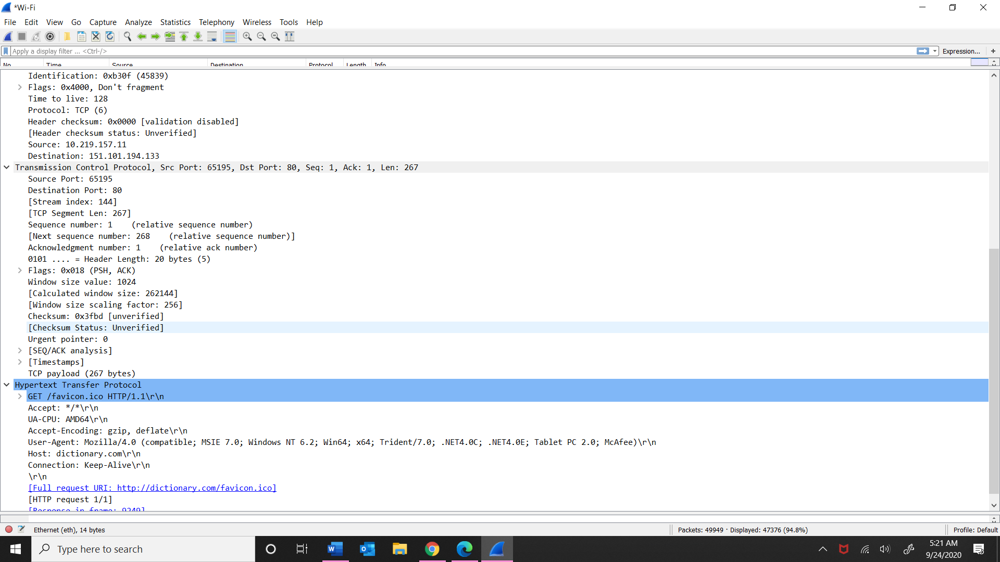 *Wi-Fi
File Edit View Go Capture Analyze Statistics Telephony Wireless Tools Help
Apply a display filter ... <Ctrl-/>
Expression... +
No. Time Source Destination Protocol Length Info
Identification: 0xb30f (45839)
Flags: 0x4000, Don't fragment
Time to live: 128
Protocol: TCP (6)
Header checksum: 0x0000 [validation disabled]
[Header checksum status: Unverified]
Source: 10.219.157.11
Destination: 151.101.194.133
Transmission Control Protocol, Src Port: 65195, Dst Port: 80, Seq: 1, Ack: 1, Len: 267
Source Port: 65195
Destination Port: 80
[Stream index: 144]
[TCP Segment Len: 267]
Sequence number: 1    (relative sequence number)
[Next sequence number: 268    (relative sequence number)]
Acknowledgment number: 1    (relative ack number)
0101 .... = Header Length: 20 bytes (5)
Flags: 0x018 (PSH, ACK)
Window size value: 1024
[Calculated window size: 262144]
[Window size scaling factor: 256]
Checksum: 0x3fbd [unverified]
[Checksum Status: Unverified]
Urgent pointer: 0
[SEQ/ACK analysis]
[Timestamps]
TCP payload (267 bytes)
Hypertext Transfer Protocol
GET /favicon.ico HTTP/1.1\r\n
Accept: */*\r\n
UA-CPU: AMD64\r\n
Accept-Encoding: gzip, deflate\r\n
User-Agent: Mozilla/4.0 (compatible; MSIE 7.0; Windows NT 6.2; Win64; x64; Trident/7.0; .NET4.0C; .NET4.0E; Tablet PC 2.0; McAfee)\r\n
Host: dictionary.com\r\n
Connection: Keep-Alive\r\n
\r\n
[Full request URI: http://dictionary.com/favicon.ico]
[HTTP request 1/1]
[Response in frame: 9249]
Ethernet (eth), 14 bytes
Packets: 49949 · Displayed: 47376 (94.8%)
Profile: Default
Type here to search
5:21 AM
9/24/2020